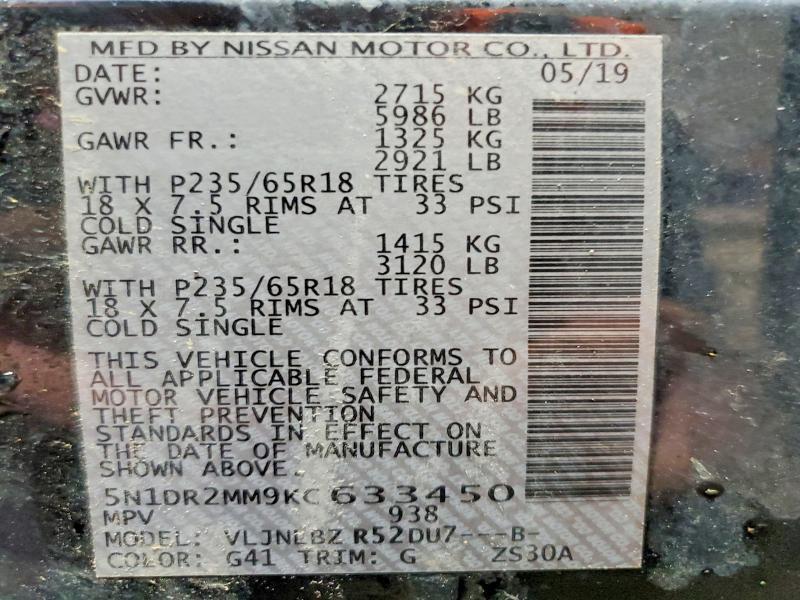 MFD BY NISSAN MOTOR CO., LTD.
DATE: 05/19
GVWR: 2715 KG
5986 LB
GAWR FR.: 1325 KG
2921 LB
WITH P235/65R18 TIRES
18 X 7.5 RIMS AT 33 PSI
COLD SINGLE
GAWR RR.: 1415 KG
3120 LB
WITH P235/65R18 TIRES
18 X 7.5 RIMS AT 33 PSI
COLD SINGLE
THIS VEHICLE CONFORMS TO
ALL APPLICABLE FEDERAL
MOTOR VEHICLE SAFETY AND
THEFT PREVENTION
STANDARDS IN EFFECT ON
THE DATE OF MANUFACTURE
SHOWN ABOVE.
5N1DR2MM9KC633450
MPV 938
MODEL: VLJNLBZ R52DU7---B-
COLOR: G41 TRIM: G ZS30A